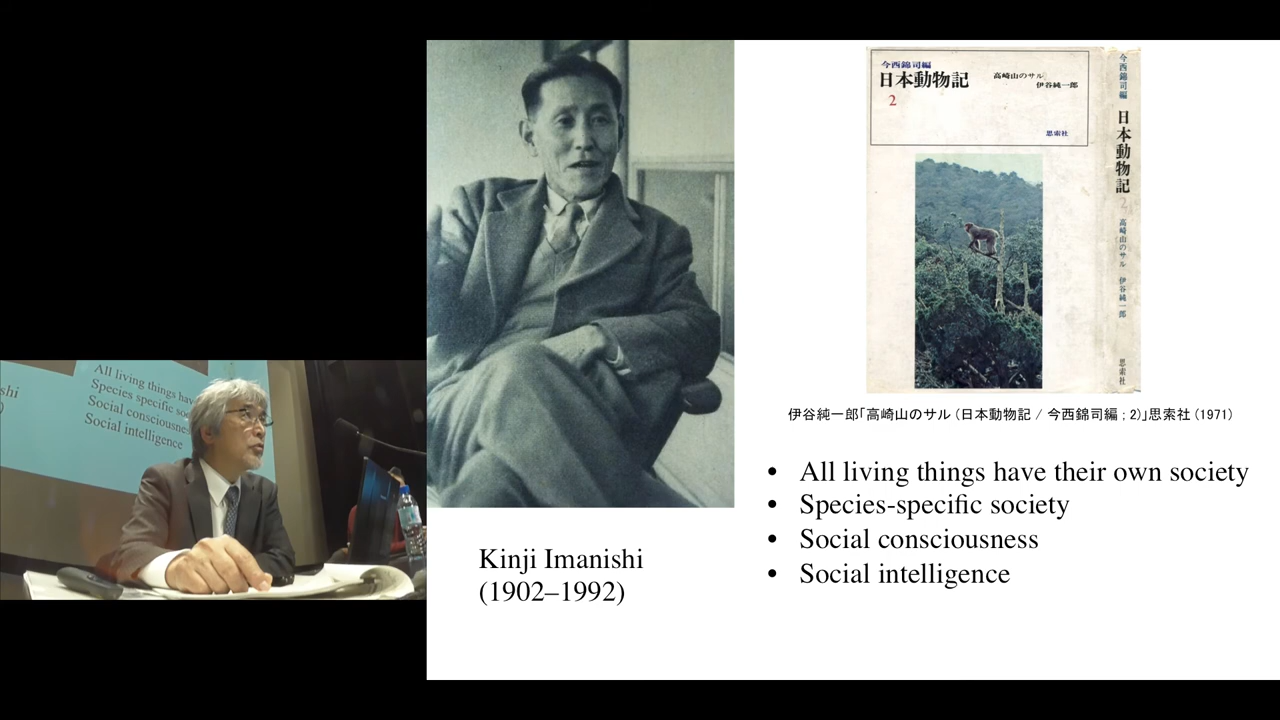 shi
All living things hav
Species specific soc
Social consciousness
Social intelligence
今西錦司編
日本動物記
2
高崎山のサル
伊谷純一郎
思索社
今西錦司編
日本動物記
2
高崎山のサル
伊谷純一郎
思索社
伊谷純一郎「高崎山のサル (日本動物記 / 今西錦司編 ; 2)」思索社 (1971)
• All living things have their own society
• Species-specific society
• Social consciousness
• Social intelligence
Kinji Imanishi
(1902–1992)